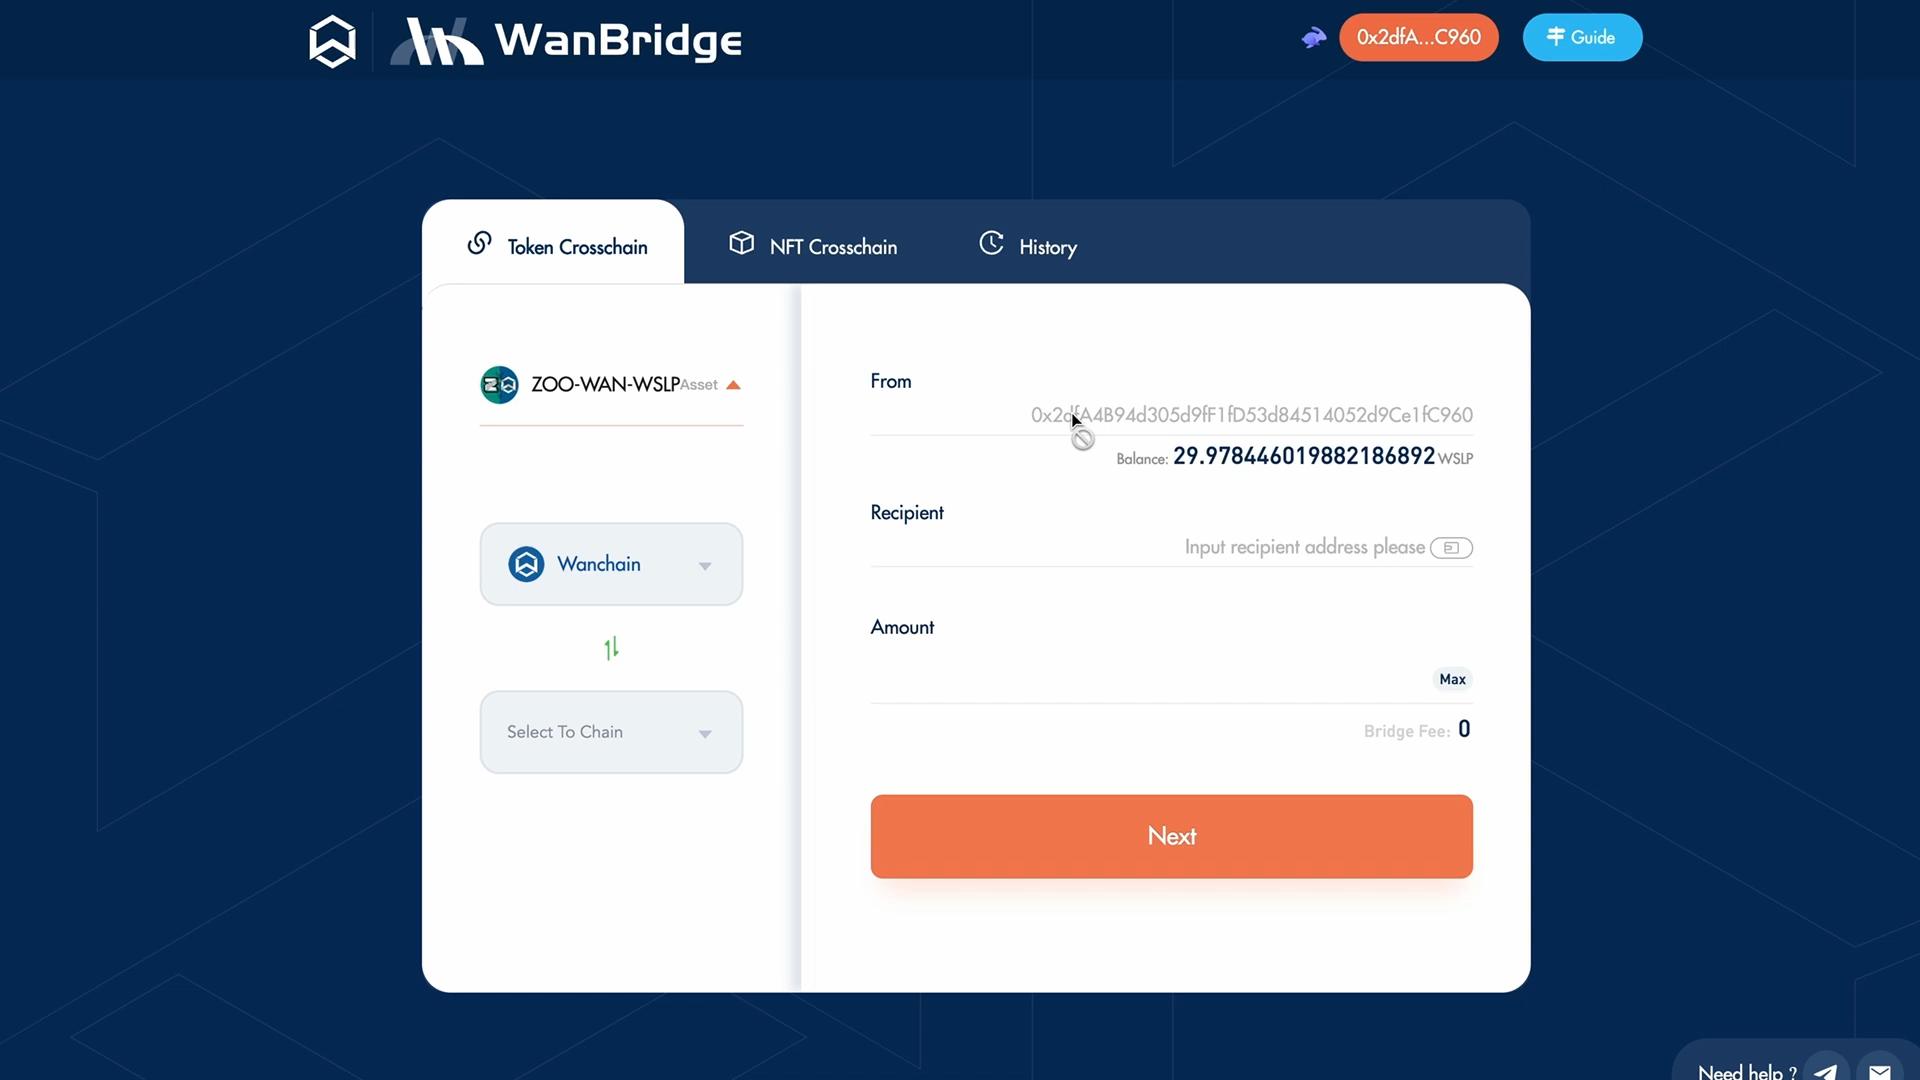 WanBridge
0x2dfA...C960
Guide
Token Crosschain
NFT Crosschain
History
ZOO-WAN-WSLP Asset
Wanchain
Select To Chain
From
0x2dfA4B94d305d9fF1fD53d84514052d9Ce1fC960
Balance: 29.978446019882186892 WSLP
Recipient
Input recipient address please
Amount
Max
Bridge Fee: 0
Next
Need help ?